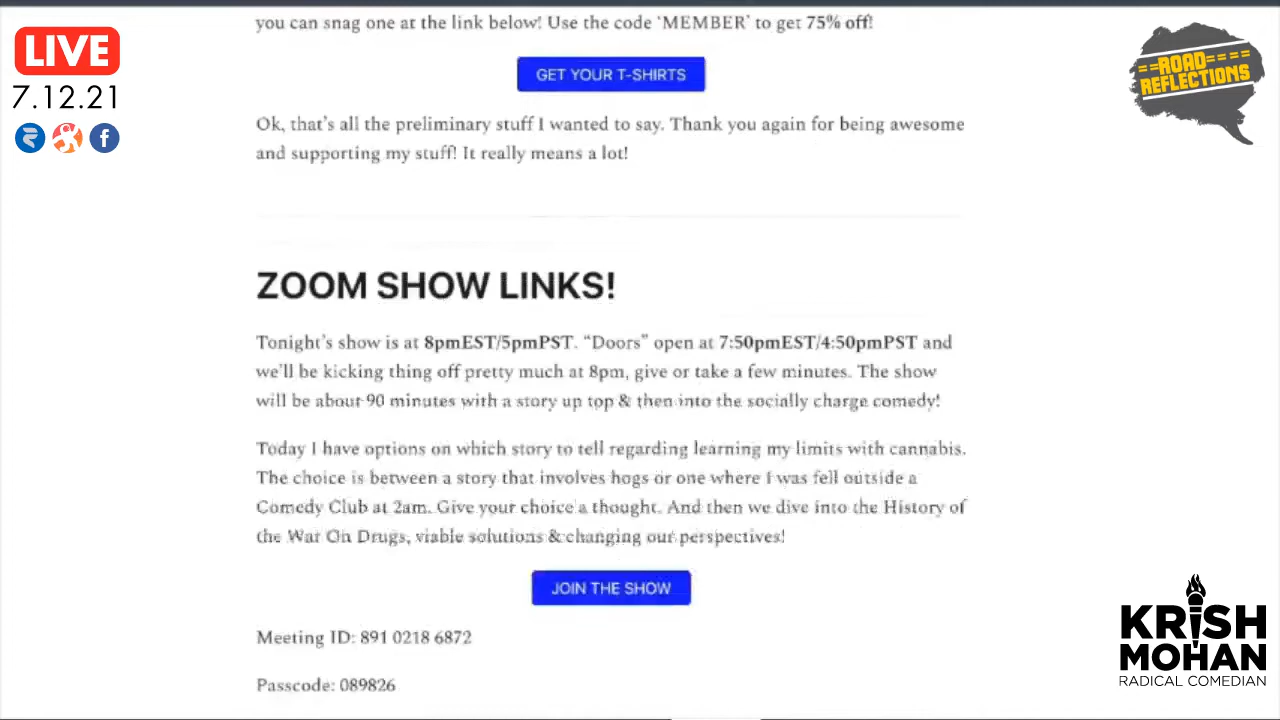 you can snag one at the link below! Use the code ‘MEMBER’ to get 75% off!
LIVE
7.12.21
GET YOUR T-SHIRTS
==ROAD====
REFLECTIONS
Ok, that’s all the preliminary stuff I wanted to say. Thank you again for being awesome
and supporting my stuff! It really means a lot!
ZOOM SHOW LINKS!
Tonight’s show is at 8pmEST/5pmPST. “Doors” open at 7:50pmEST/4:50pmPST and
we’ll be kicking thing off pretty much at 8pm, give or take a few minutes. The show
will be about 90 minutes with a story up top & then into the socially charge comedy!
Today I have options on which story to tell regarding learning my limits with cannabis.
The choice is between a story that involves hogs or one where I was fell outside a
Comedy Club at 2am. Give your choice a thought. And then we dive into the History of
the War On Drugs, viable solutions & changing our perspectives!
JOIN THE SHOW
Meeting ID: 891 0218 6872
Passcode: 089826
KRISH
MOHAN
RADICAL COMEDIAN